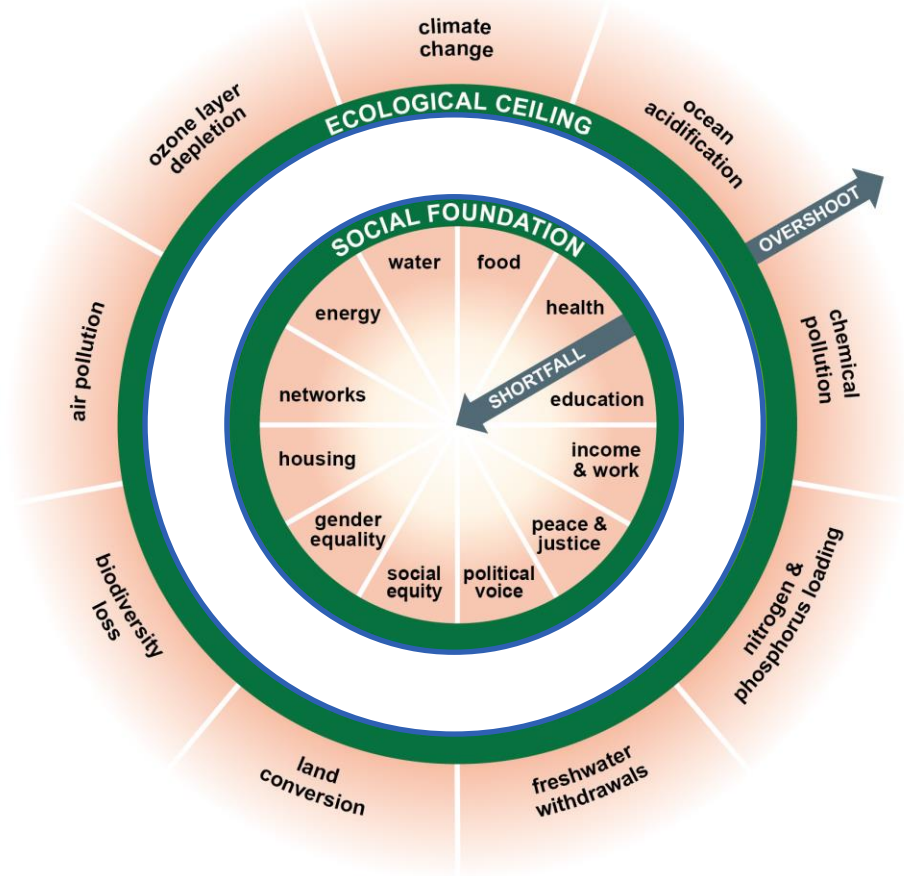 climate
change
ECOLOGICAL CEILING
ozone layer
depletion
ocean
acidification
OVERSHOOT
SOCIAL FOUNDATION
water
food
energy
health
SHORTFALL
networks
education
housing
income
& work
gender
equality
peace &
justice
social
equity
political
voice
air pollution
chemical
pollution
biodiversity
loss
nitrogen &
phosphorus loading
land
conversion
freshwater
withdrawals